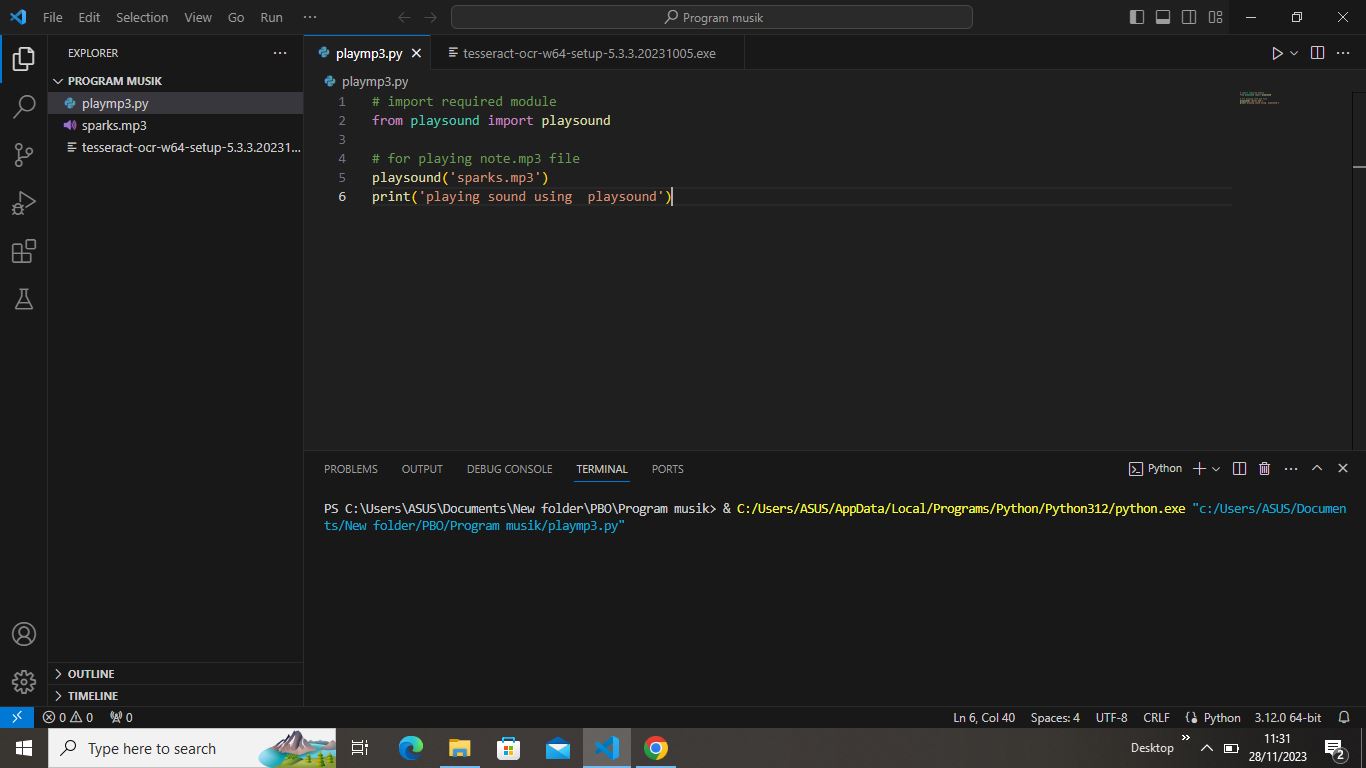 File Edit Selection View Go Run ···
Program musik
EXPLORER ···
PROGRAM MUSIK
playmp3.py
sparks.mp3
tesseract-ocr-w64-setup-5.3.3.20231...
OUTLINE
TIMELINE
playmp3.py
tesseract-ocr-w64-setup-5.3.3.20231005.exe
playmp3.py
1 # import required module
2 from playsound import playsound
3
4 # for playing note.mp3 file
5 playsound('sparks.mp3')
6 print('playing sound using  playsound')
PROBLEMS OUTPUT DEBUG CONSOLE TERMINAL PORTS
Python
PS C:\Users\ASUS\Documents\New folder\PBO\Program musik> & C:/Users/ASUS/AppData/Local/Programs/Python/Python312/python.exe "c:/Users/ASUS/Documen
ts/New folder/PBO/Program musik/playmp3.py"
0 0 0
Ln 6, Col 40 Spaces: 4 UTF-8 CRLF Python 3.12.0 64-bit
Type here to search
Desktop
11:31
28/11/2023
2